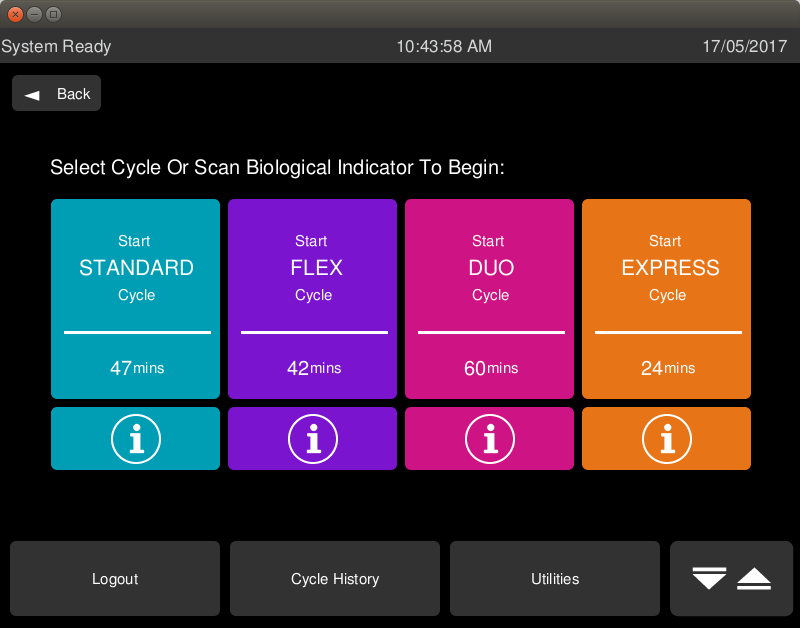 System Ready 10:43:58 AM 17/05/2017
Back
Select Cycle Or Scan Biological Indicator To Begin:
Start
STANDARD
Cycle
47mins
Start
FLEX
Cycle
42mins
Start
DUO
Cycle
60mins
Start
EXPRESS
Cycle
24mins
i i i i
Logout Cycle History Utilities